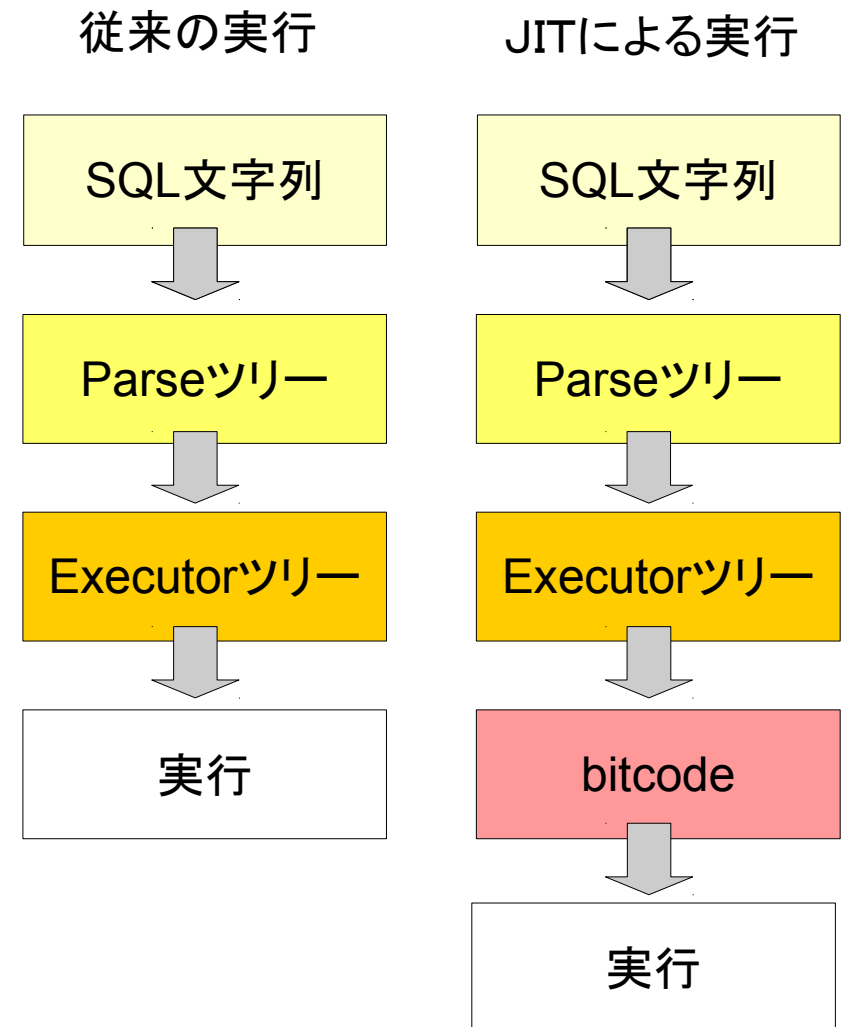 従来の実行
SQL文字列
Parseツリー
Executorツリー
実行
JITによる実行
SQL文字列
Parseツリー
Executorツリー
bitcode
実行